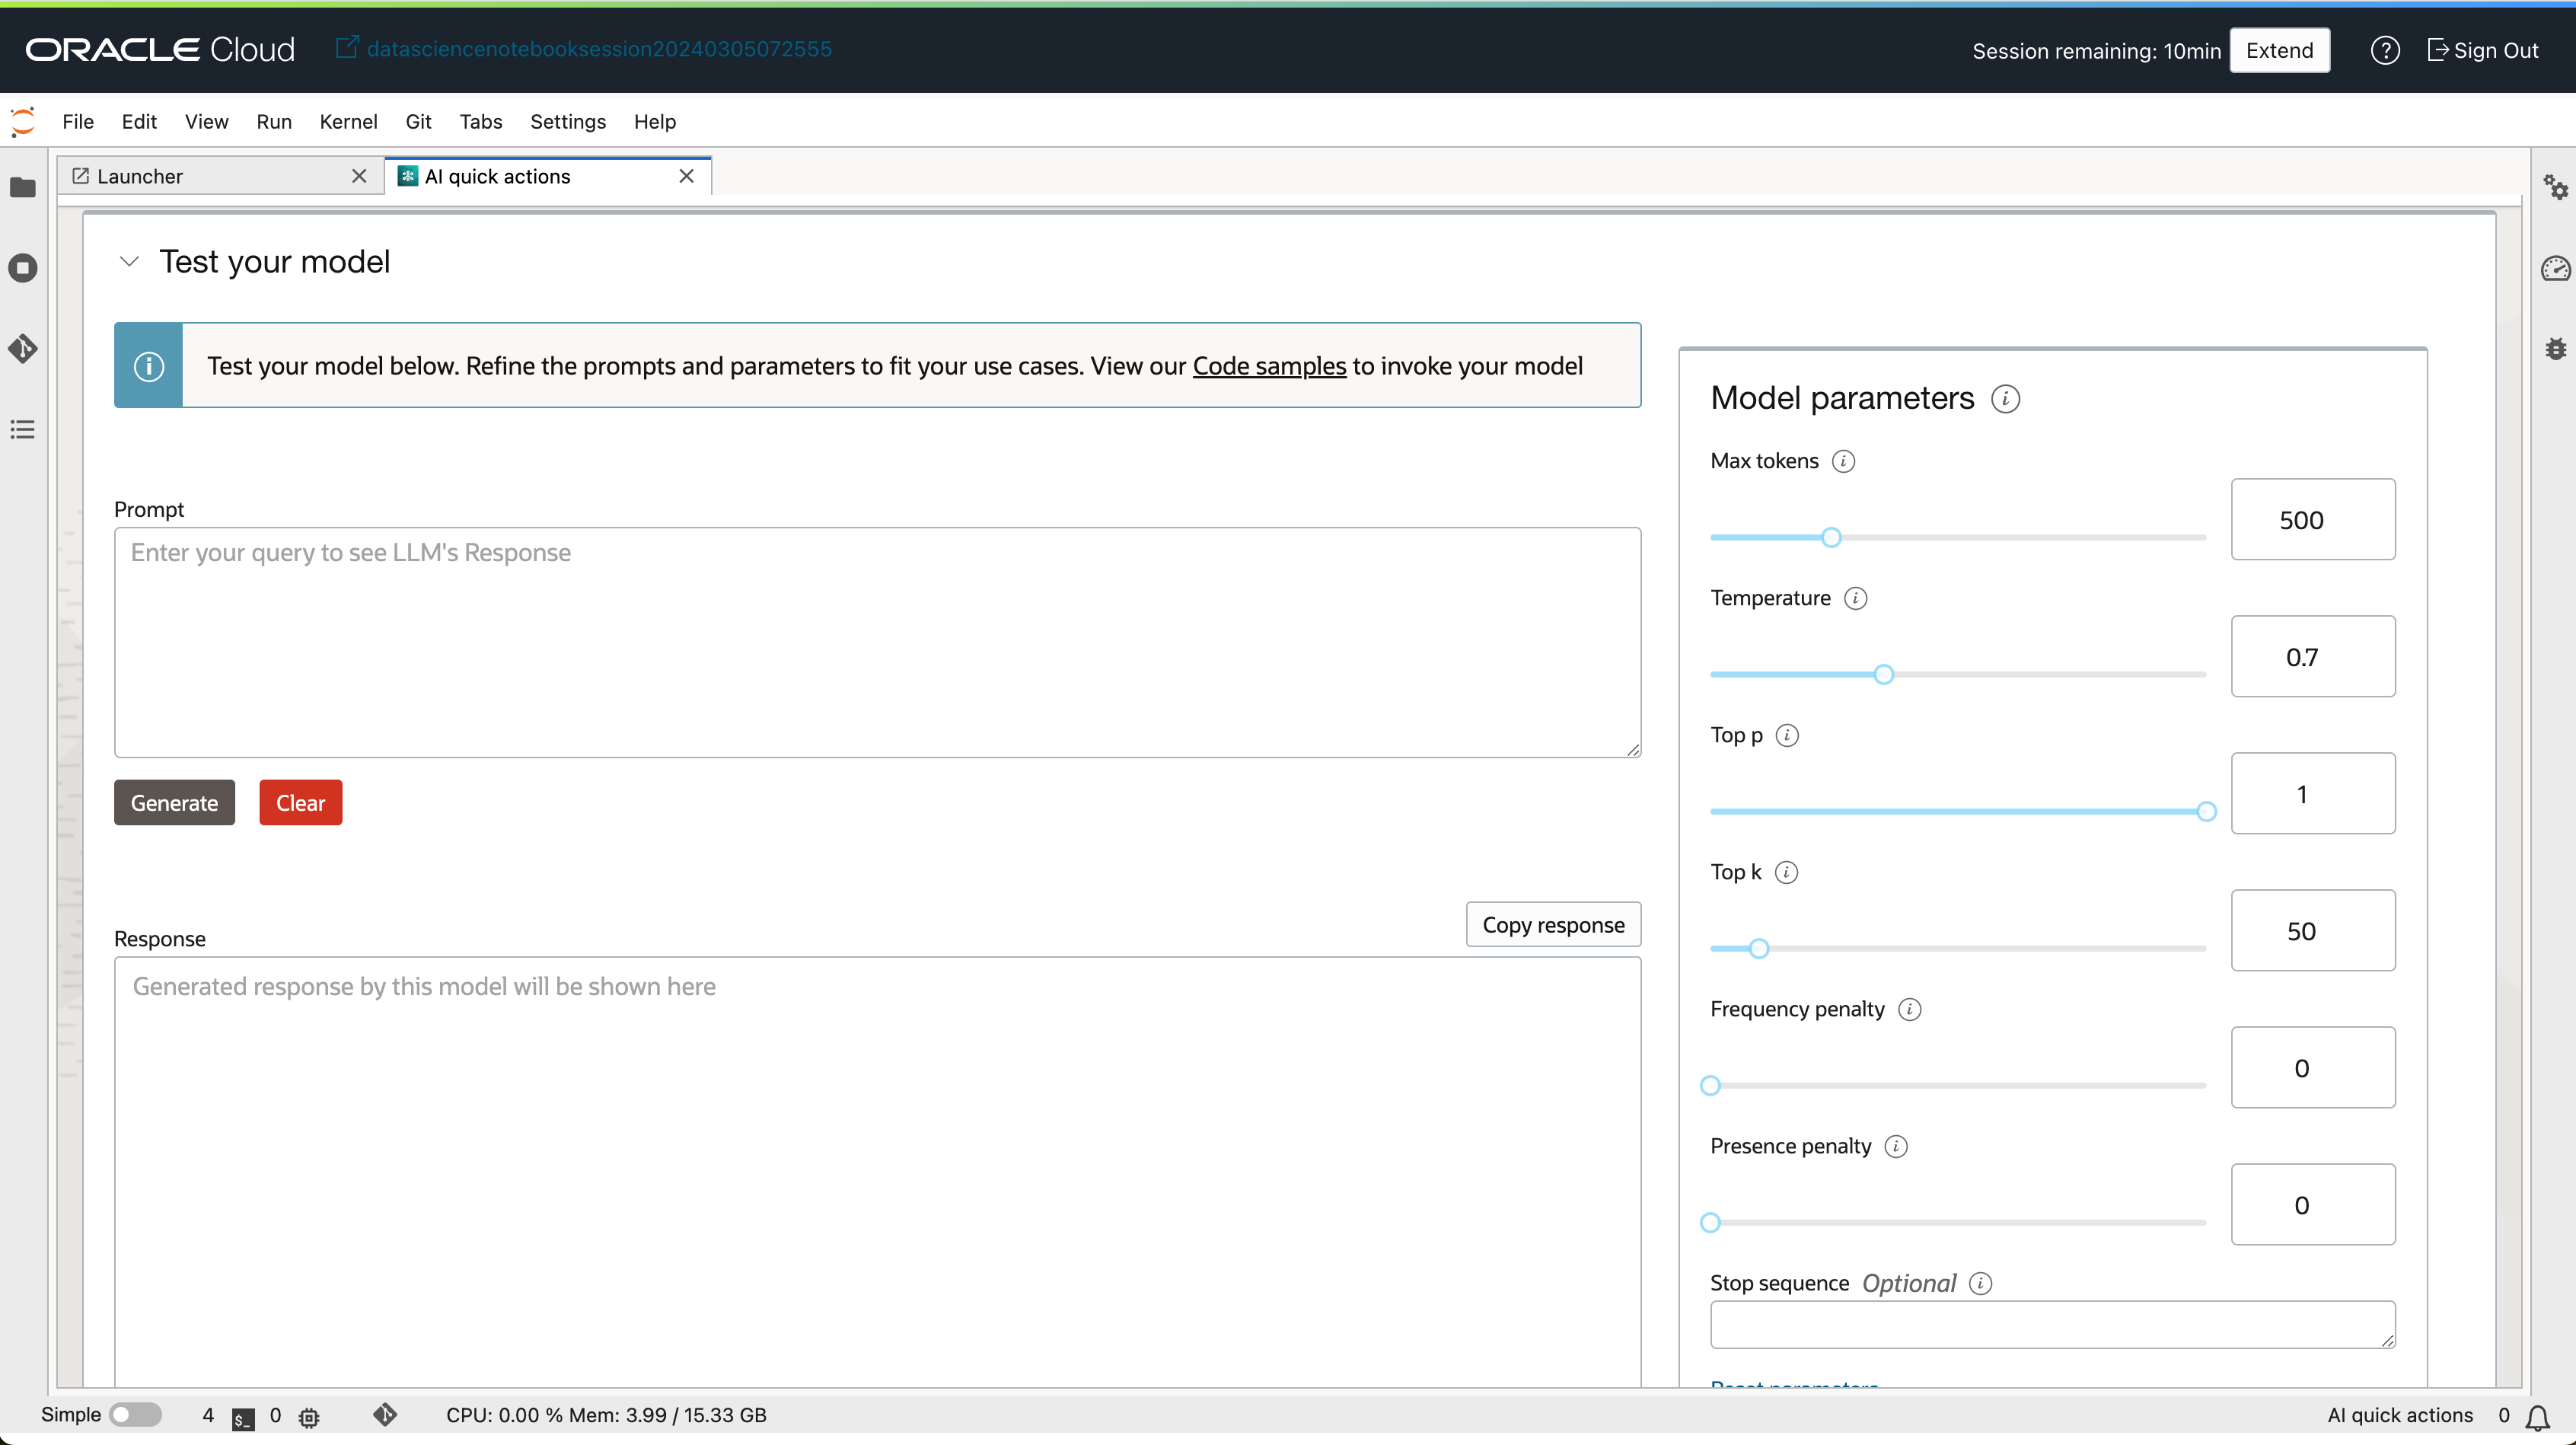 ORACLE Cloud datasciencenotebooksession20240305072555 Session remaining: 10min Extend ? Sign Out
File Edit View Run Kernel Git Tabs Settings Help
Launcher AI quick actions
Test your model
Test your model below. Refine the prompts and parameters to fit your use cases. View our Code samples to invoke your model
Prompt
Enter your query to see LLM's Response
Generate Clear
Copy response
Response
Generated response by this model will be shown here
Model parameters
Max tokens
500
Temperature
0.7
Top p
1
Top k
50
Frequency penalty
0
Presence penalty
0
Stop sequence Optional
Reset parameters
Simple 4 $_ 0 CPU: 0.00 % Mem: 3.99 / 15.33 GB AI quick actions 0